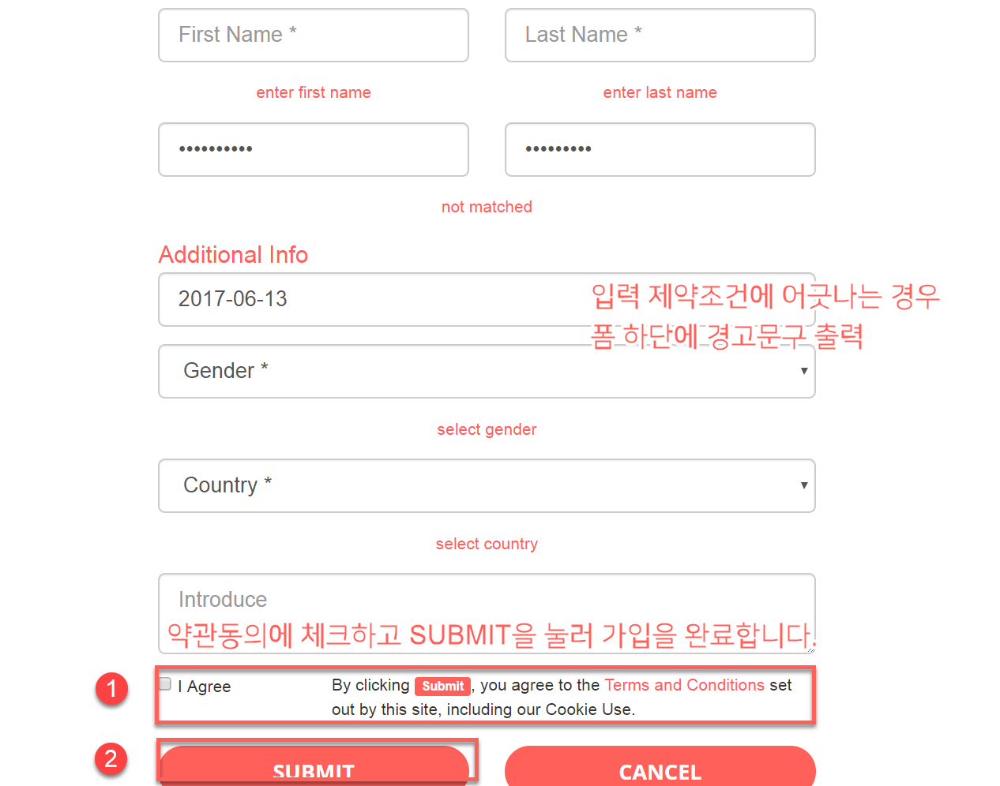 First Name *
Last Name *
enter first name
enter last name
••••••••••
•••••••••
not matched
Additional Info
2017-06-13
입력 제약조건에 어긋나는 경우
폼 하단에 경고문구 출력
Gender *
select gender
Country *
select country
Introduce
약관동의에 체크하고 SUBMIT을 눌러 가입을 완료합니다.
1
I Agree
By clicking Submit, you agree to the Terms and Conditions set
out by this site, including our Cookie Use.
2
SUBMIT
CANCEL